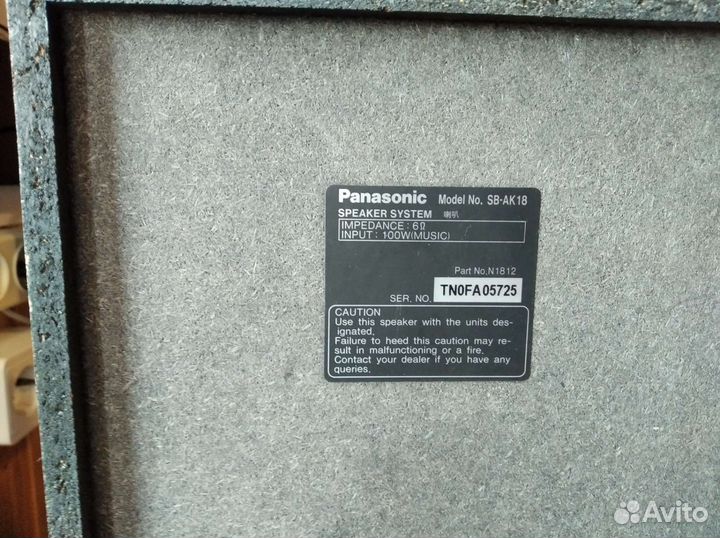 Panasonic Model No. SB-AK18
SPEAKER SYSTEM 喇叭
IMPEDANCE : 6Ω
INPUT : 100W(MUSIC)
Part No.N1812
SER. NO. TN0FA05725
CAUTION
Use this speaker with the units des-
ignated.
Failure to heed this caution may re-
sult in malfunctioning or a fire.
Contact your dealer if you have any
queries.
Avito